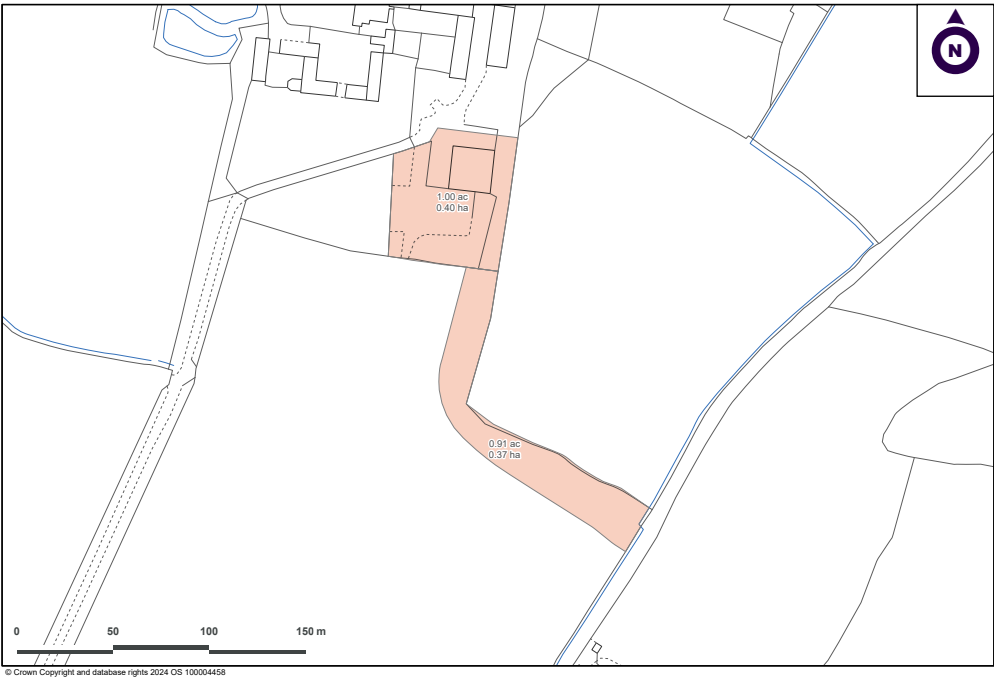 N
1.00 ac
0.40 ha
0.91 ac
0.37 ha
0 50 100 150 m
© Crown Copyright and database rights 2024 OS 100004458